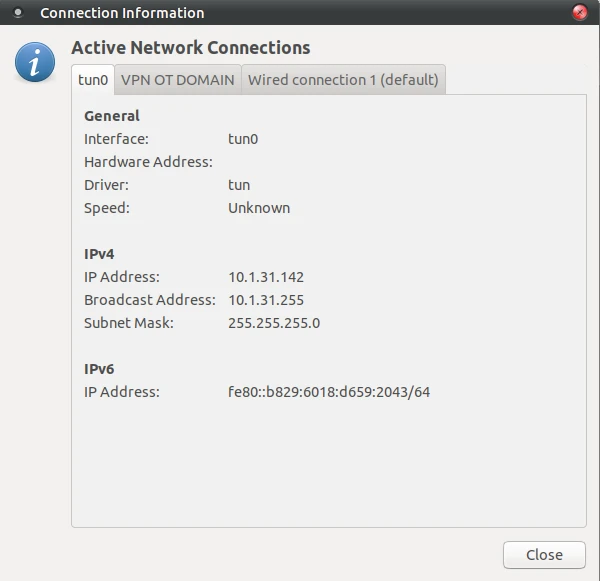 Connection Information
Active Network Connections
tun0 VPN OT DOMAIN Wired connection 1 (default)
General
Interface: tun0
Hardware Address:
Driver: tun
Speed: Unknown
IPv4
IP Address: 10.1.31.142
Broadcast Address: 10.1.31.255
Subnet Mask: 255.255.255.0
IPv6
IP Address: fe80::b829:6018:d659:2043/64
Close